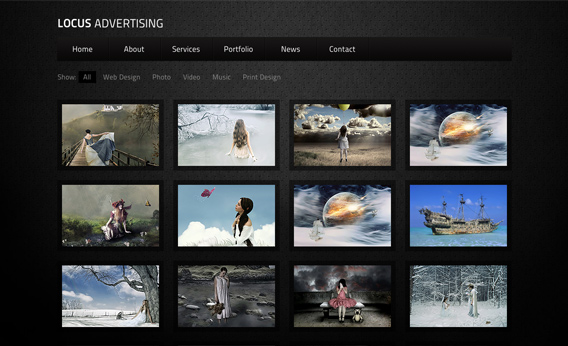 LOCUS ADVERTISING
Home About Services Portfolio News Contact
Show: All Web Design Photo Video Music Print Design